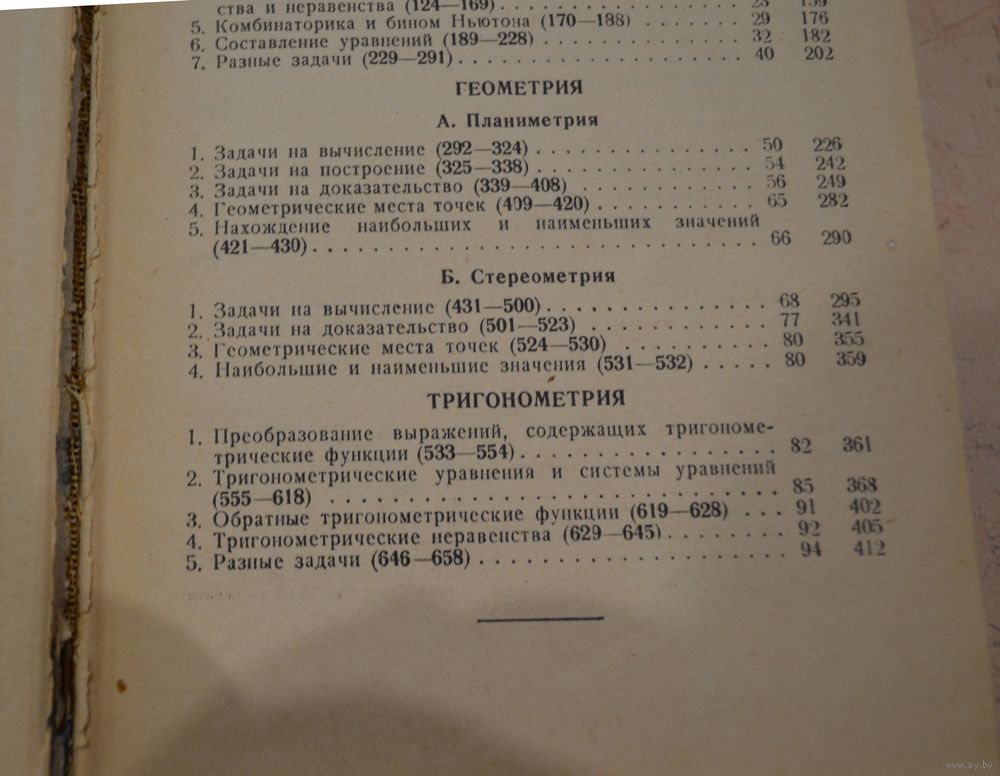 ства и неравенства (124—169) . . . . . . . . . . . . . . 23 159
5. Комбинаторика и бином Ньютона (170—188) . . . . . . 29 176
6. Составление уравнений (189—228) . . . . . . . . . . . . 32 182
7. Разные задачи (229—291) . . . . . . . . . . . . . . . . . . 40 202
ГЕОМЕТРИЯ
А. Планиметрия
1. Задачи на вычисление (292—324) . . . . . . . . . . . . . 50 226
2. Задачи на построение (325—338) . . . . . . . . . . . . . 54 242
3. Задачи на доказательство (339—408) . . . . . . . . . . 56 249
4. Геометрические места точек (409—420) . . . . . . . . . 65 282
5. Нахождение наибольших и наименьших значений
(421—430) . . . . . . . . . . . . . . . . . . . . . . . . . . . 66 290
Б. Стереометрия
1. Задачи на вычисление (431—500) . . . . . . . . . . . . . 68 295
2. Задачи на доказательство (501—523) . . . . . . . . . . 77 341
3. Геометрические места точек (524—530) . . . . . . . . . 80 355
4. Наибольшие и наименьшие значения (531—532) . . . . . 80 359
ТРИГОНОМЕТРИЯ
1. Преобразование выражений, содержащих тригономе-
трические функции (533—554) . . . . . . . . . . . . . . . 82 361
2. Тригонометрические уравнения и системы уравнений
(555—618) . . . . . . . . . . . . . . . . . . . . . . . . . . 85 368
3. Обратные тригонометрические функции (619—628) . . . 91 402
4. Тригонометрические неравенства (629—645) . . . . . . . 92 405
5. Разные задачи (646—658) . . . . . . . . . . . . . . . . . 94 412
www.ay.by